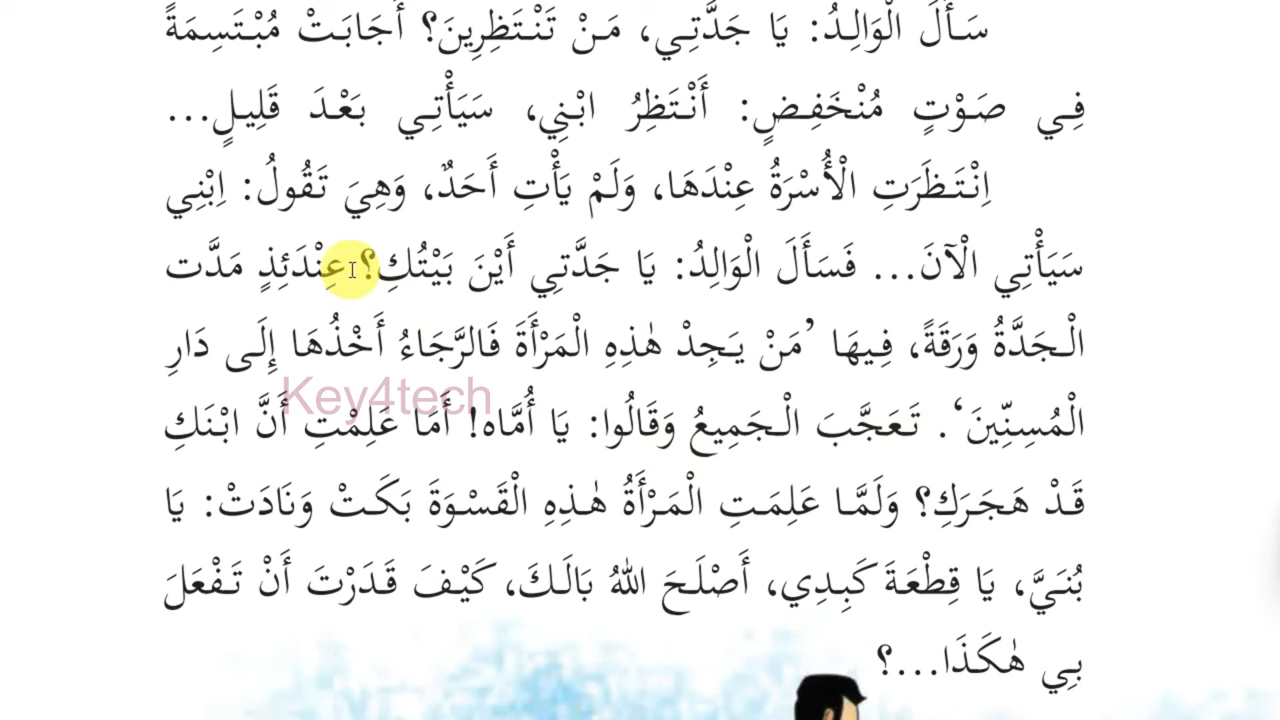 سَأَلَ الْوَالِدُ: يَا جَدَّتِي، مَنْ تَنْتَظِرِينَ؟ أَجَابَتْ مُبْتَسِمَةً
فِي صَوْتٍ مُنْخَفِضٍ: أَنْتَظِرُ ابْنِي، سَيَأْتِي بَعْدَ قَلِيلٍ...
اِنْتَظَرَتِ الْأُسْرَةُ عِنْدَهَا، وَلَمْ يَأْتِ أَحَدٌ، وَهِيَ تَقُولُ: اِبْنِي
سَيَأْتِي الْآنَ... فَسَأَلَ الْوَالِدُ: يَا جَدَّتِي أَيْنَ بَيْتُكِ؟ عِنْدَئِذٍ مَدَّت
الْجَدَّةُ وَرَقَةً، فِيهَا ’مَنْ يَجِدْ هٰذِهِ الْمَرْأَةَ فَالرَّجَاءُ أَخْذُهَا إِلَى دَارِ
Key4tech
الْمُسِنِّينَ‘. تَعَجَّبَ الْجَمِيعُ وَقَالُوا: يَا أُمَّاه! أَمَا عَلِمْتِ أَنَّ ابْنَكِ
قَدْ هَجَرَكِ؟ وَلَمَّا عَلِمَتِ الْمَرْأَةُ هٰذِهِ الْقَسْوَةَ بَكَتْ وَنَادَتْ: يَا
بُنَيَّ، يَا قِطْعَةَ كَبِدِي، أَصْلَحَ اللهُ بَالَكَ، كَيْفَ قَدَرْتَ أَنْ تَفْعَلَ
بِي هٰكَذَا...؟